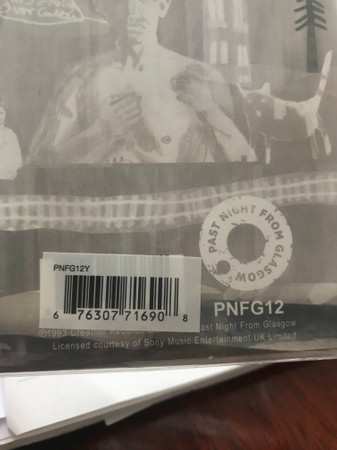 PAST NIGHT FROM GLASGOW
PNFG12Y
6 76307 71690 8
PNFG12
ast Night From Glasgow
Licensed courtesy of Sony Music Entertainment UK Limited